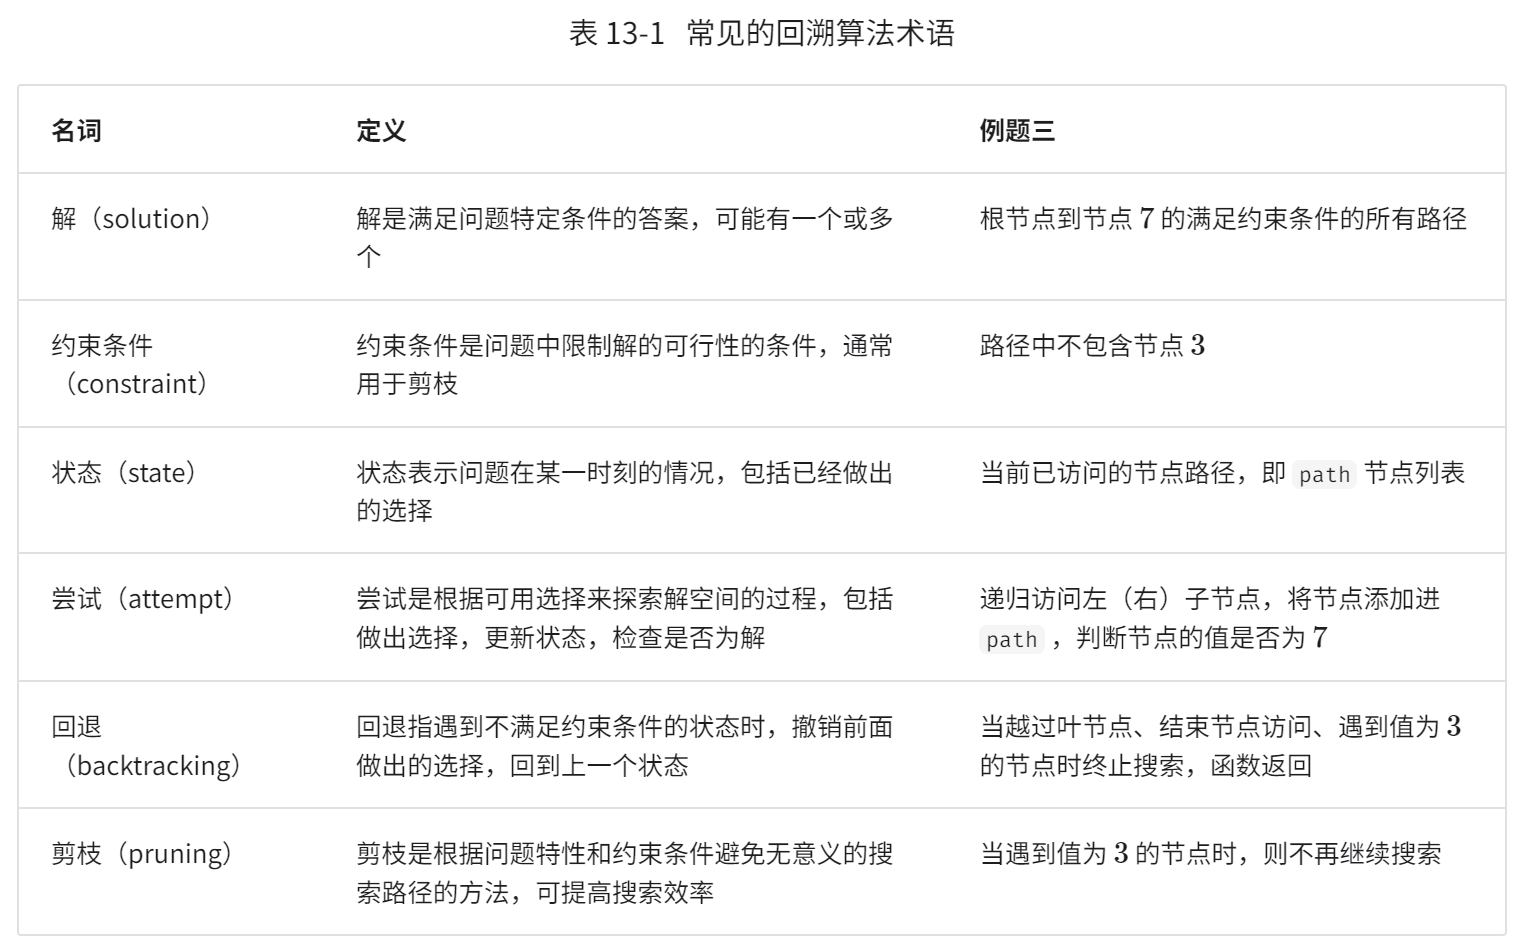 表 13-1 常见的回溯算法术语
名词 定义 例题三
解（solution） 解是满足问题特定条件的答案，可能有一个或多 根节点到节点 7 的满足约束条件的所有路径
个
约束条件 约束条件是问题中限制解的可行性的条件，通常 路径中不包含节点 3
（constraint） 用于剪枝
状态（state） 状态表示问题在某一时刻的情况，包括已经做出 当前已访问的节点路径，即 path 节点列表
的选择
尝试（attempt） 尝试是根据可用选择来探索解空间的过程，包括 递归访问左（右）子节点，将节点添加进
做出选择，更新状态，检查是否为解 path ，判断节点的值是否为 7
回退 回退指遇到不满足约束条件的状态时，撤销前面 当越过叶节点、结束节点访问、遇到值为 3
（backtracking） 做出的选择，回到上一个状态 的节点时终止搜索，函数返回
剪枝（pruning） 剪枝是根据问题特性和约束条件避免无意义的搜 当遇到值为 3 的节点时，则不再继续搜索
索路径的方法，可提高搜索效率